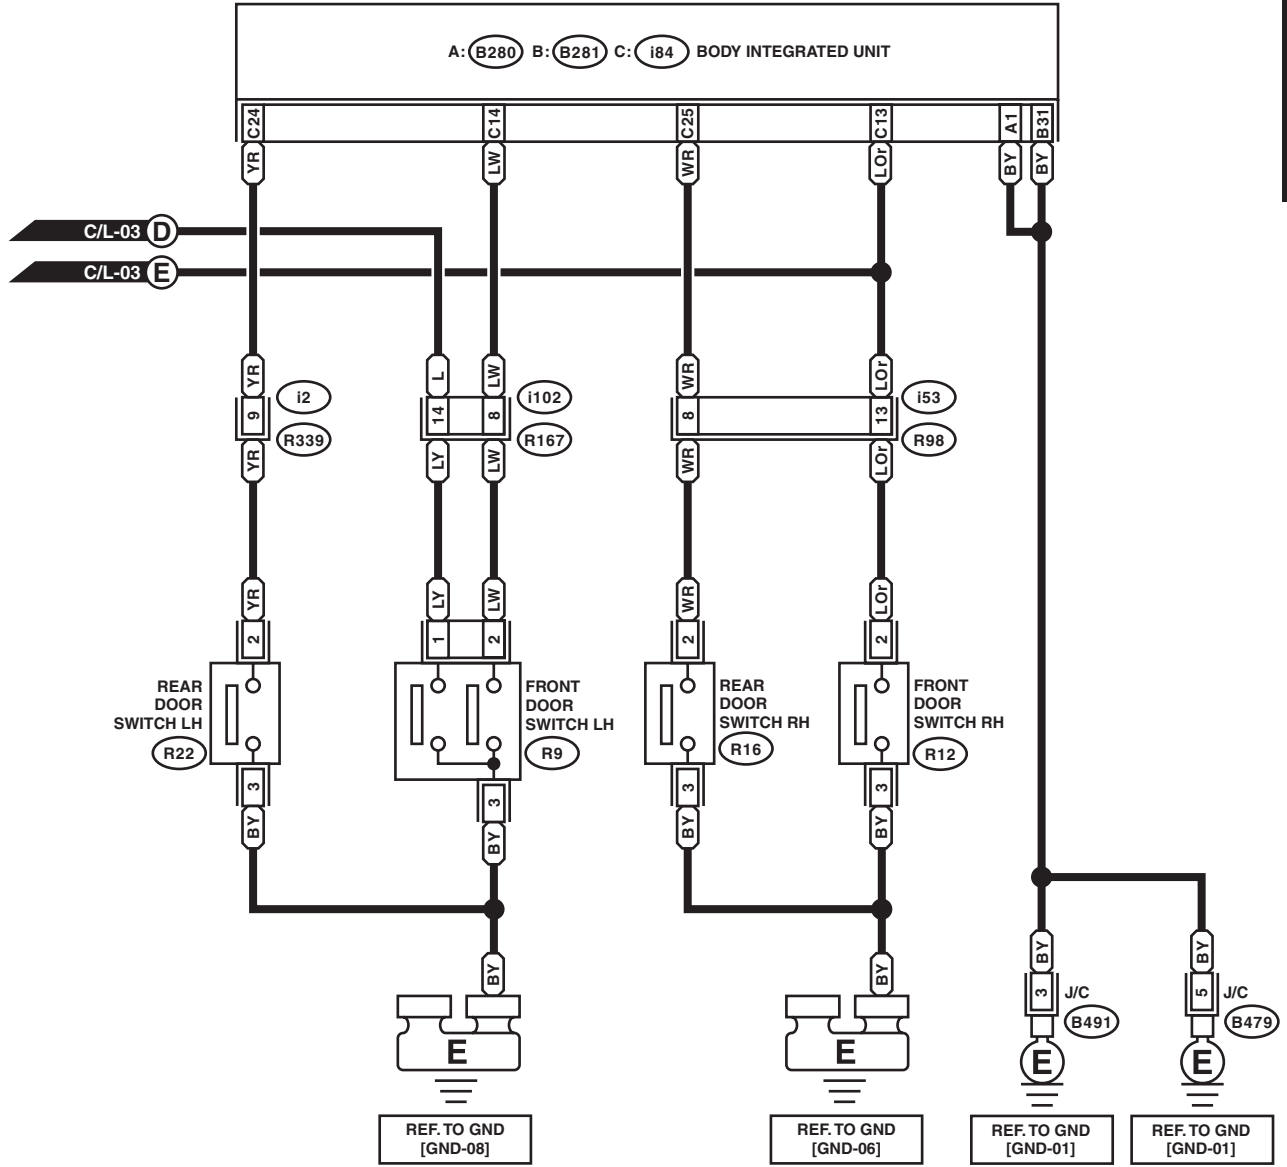 A: B280 B: B281 C: i84 BODY INTEGRATED UNIT
C24 C14 C25 C13 A1 B31
YR LW WR LOr BY BY
C/L-03 D
C/L-03 E
YR L LW WR LOr
i2 i102 i53
9 14 8 8 13
R339 R167 R98
YR LY LW WR LOr
YR LY LW WR LOr
2 1 2 2 2
REAR
DOOR
SWITCH LH
R22
FRONT
DOOR
SWITCH LH
R9
REAR
DOOR
SWITCH RH
R16
FRONT
DOOR
SWITCH RH
R12
3 3 3 3
BY BY BY BY
BY BY BY BY
3 J/C 5 J/C
B491 B479
E E E E
REF. TO GND
[GND-08]
REF. TO GND
[GND-06]
REF. TO GND
[GND-01]
REF. TO GND
[GND-01]